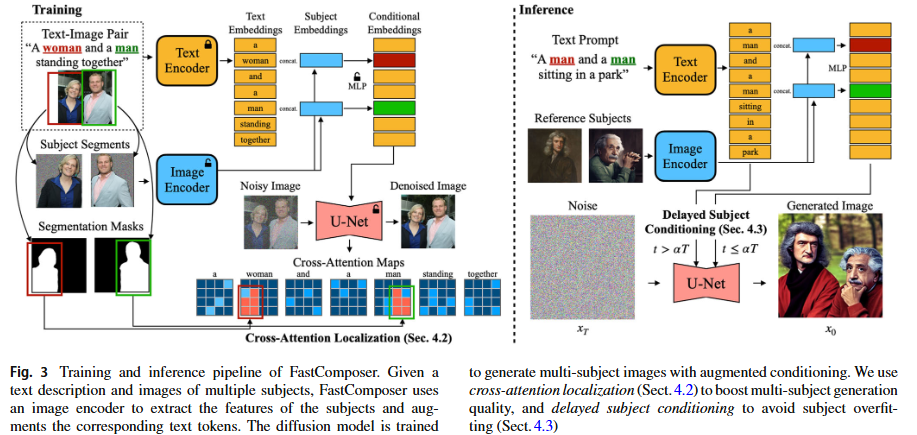 Training
Text-Image Pair
“A woman and a man
standing together”
Subject Segments
Segmentation Masks
Text
Encoder
Image
Encoder
Text
Embeddings
Subject
Embeddings
Conditional
Embeddings
a
woman
and
a
man
standing
together
concat.
concat.
MLP
Noisy Image
U-Net
Denoised Image
Cross-Attention Maps
a woman and a man standing together
Cross-Attention Localization (Sec. 4.2)
Inference
Text Prompt
“A man and a man
sitting in a park”
Reference Subjects
Text
Encoder
Image
Encoder
a
man
and
a
man
sitting
in
a
park
concat.
concat.
MLP
Noise
Delayed Subject
Conditioning (Sec. 4.3)
t > αT t ≤ αT
U-Net
Generated Image
xT
x0
Fig. 3 Training and inference pipeline of FastComposer. Given a
text description and images of multiple subjects, FastComposer uses
an image encoder to extract the features of the subjects and aug-
ments the corresponding text tokens. The diffusion model is trained
to generate multi-subject images with augmented conditioning. We use
cross-attention localization (Sect. 4.2) to boost multi-subject generation
quality, and delayed subject conditioning to avoid subject overfit-
ting (Sect. 4.3)